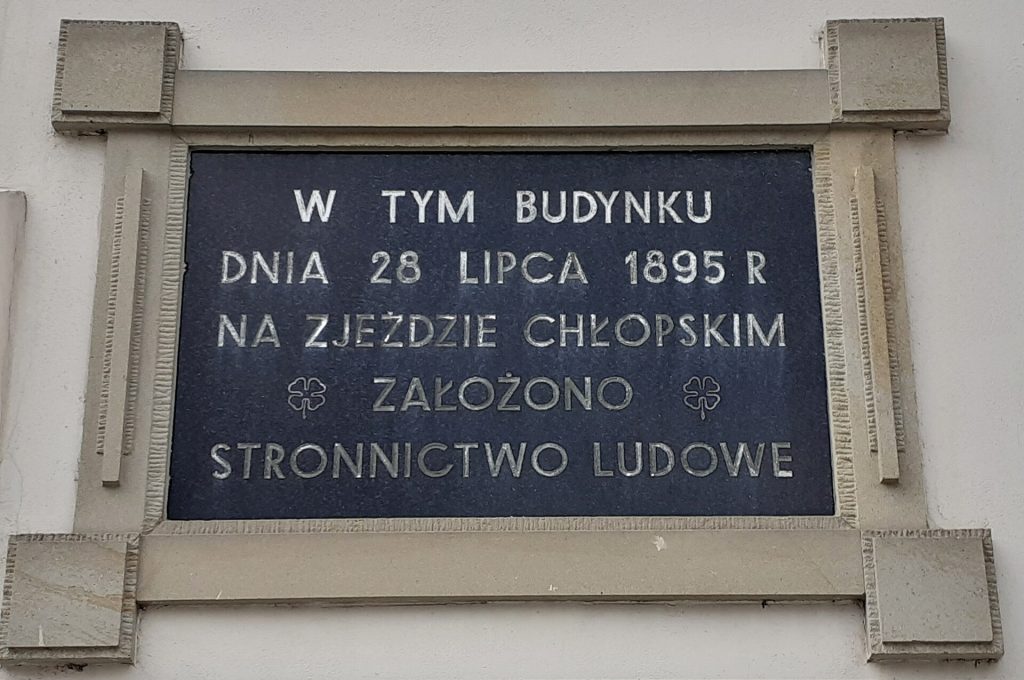 W TYM BUDYNKU
DNIA 28 LIPCA 1895 R
NA ZJEŹDZIE CHŁOPSKIM
ZAŁOŻONO
STRONNICTWO LUDOWE